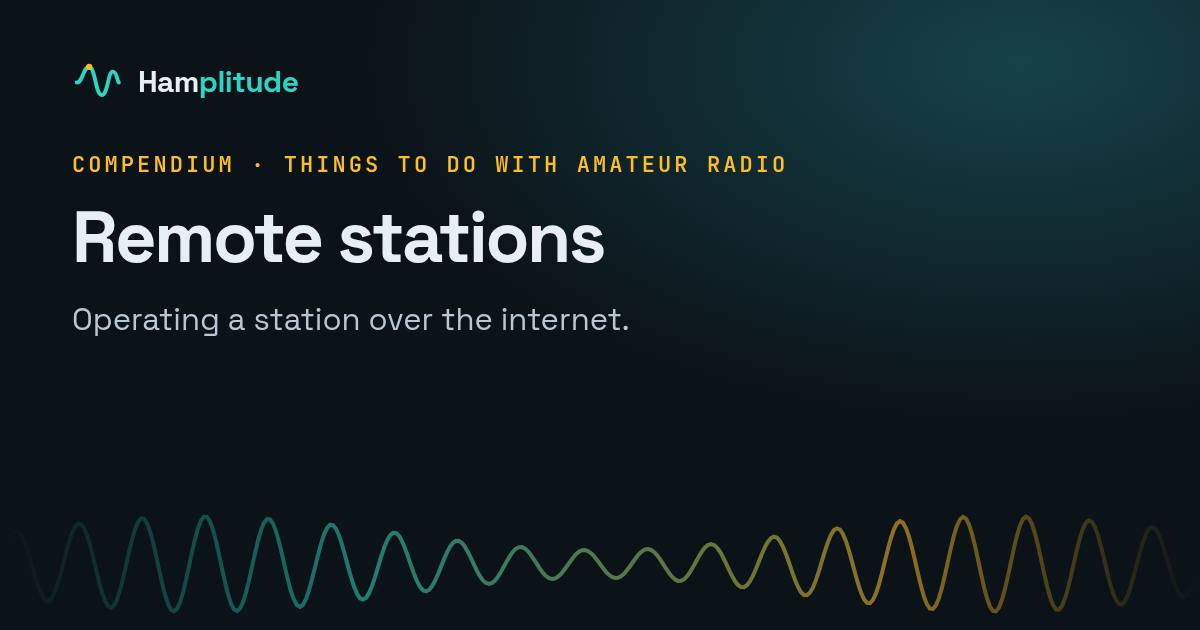 Hamplitude
COMPENDIUM · THINGS TO DO WITH AMATEUR RADIO
Remote stations
Operating a station over the internet.